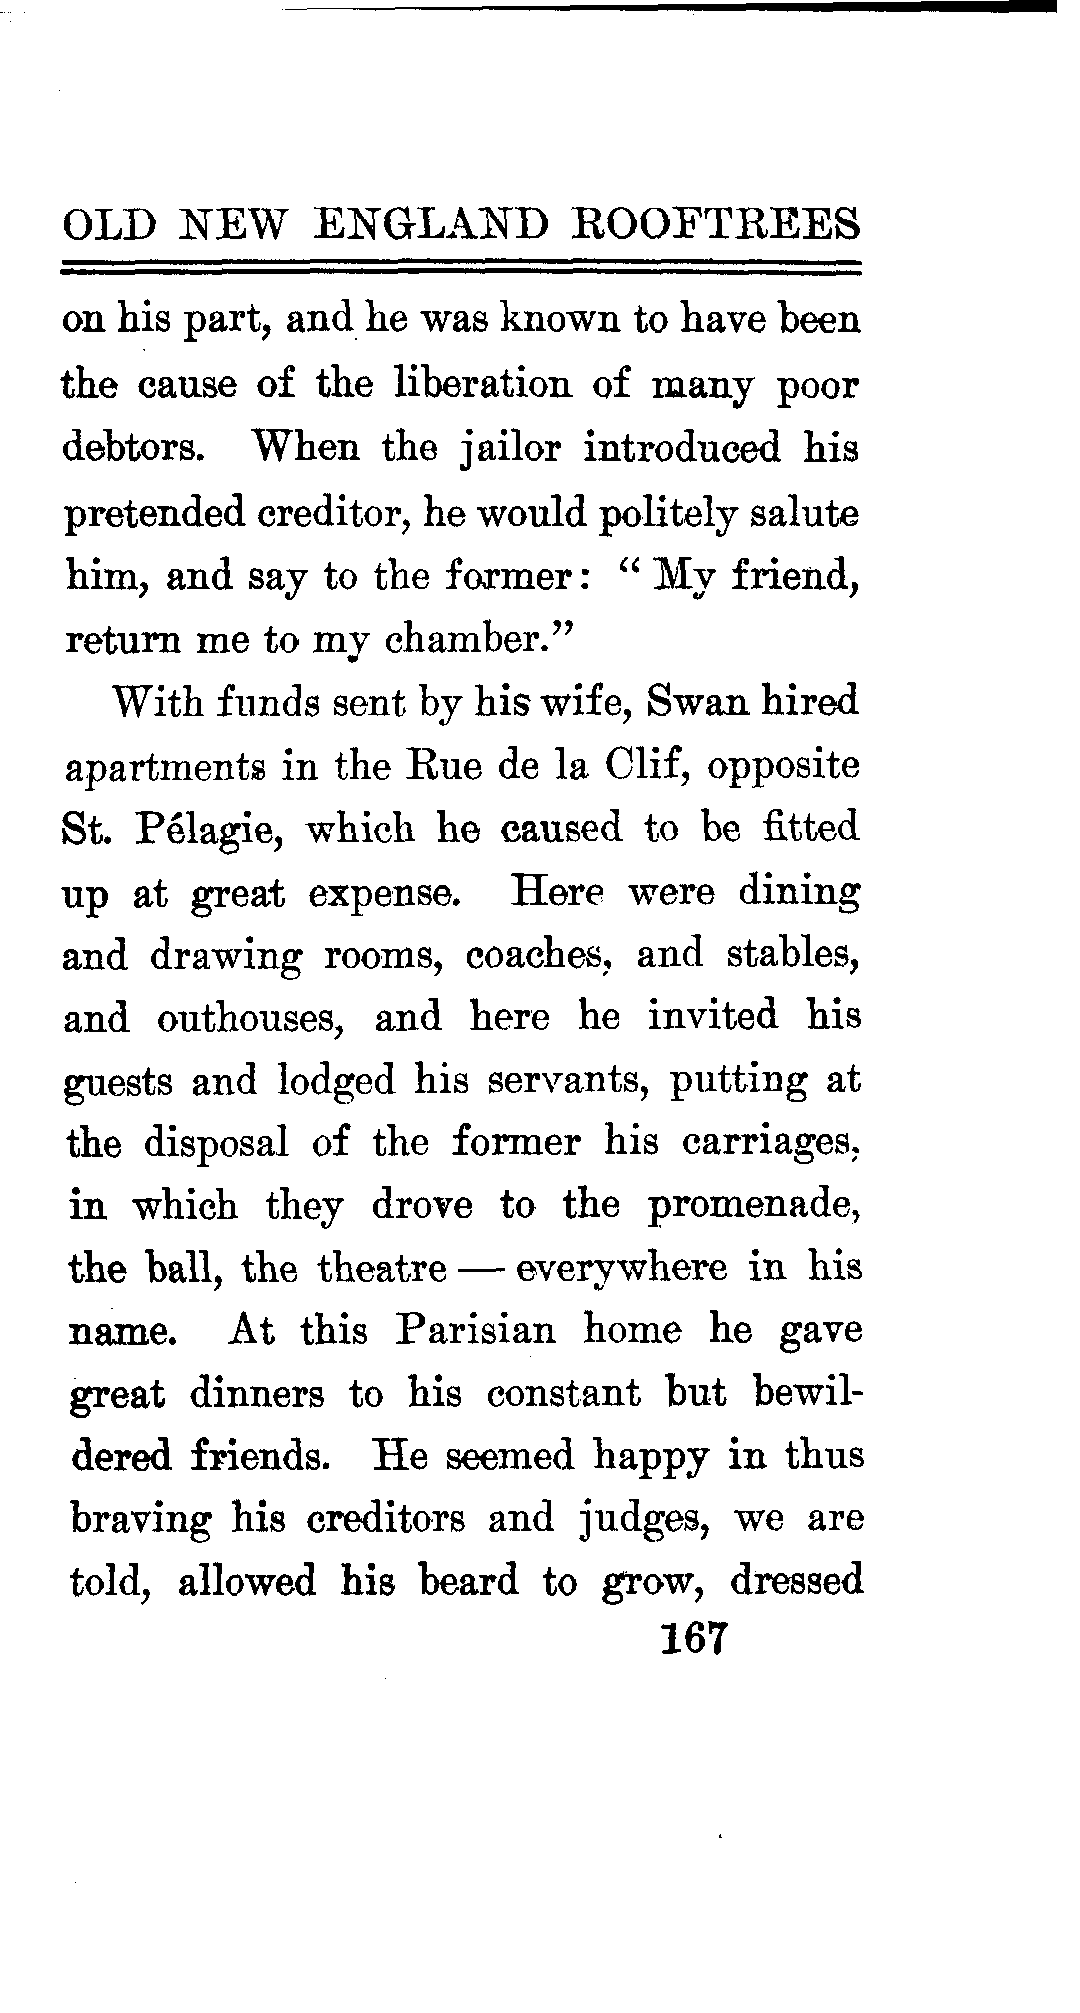 OLD NEW ENGLAND ROOFTREES
on his part, and he was known to have been
the cause of the liberation of many poor
debtors. When the jailor introduced his
pretended creditor, he would politely salute
him, and say to the former: “ My friend,
return me to my chamber.”
With funds sent by his wife, Swan hired
apartments in the Rue de la Clif, opposite
St. Pélagie, which he caused to be fitted
up at great expense. Here were dining
and drawing rooms, coaches, and stables,
and outhouses, and here he invited his
guests and lodged his servants, putting at
the disposal of the former his carriages,
in which they drove to the promenade,
the ball, the theatre — everywhere in his
name. At this Parisian home he gave
great dinners to his constant but bewil-
dered friends. He seemed happy in thus
braving his creditors and judges, we are
told, allowed his beard to grow, dressed
167